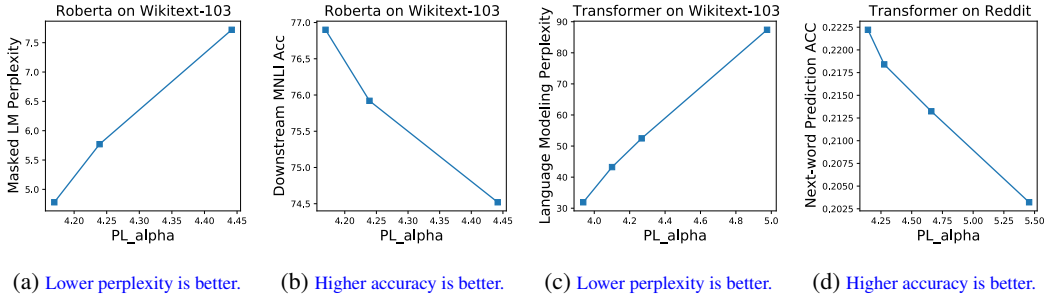 Roberta on Wikitext-103
Masked LM Perplexity
7.5
7.0
6.5
6.0
5.5
5.0
4.20 4.25 4.30 4.35 4.40 4.45
PL_alpha
(a) Lower perplexity is better.
Roberta on Wikitext-103
Downstream MNLI Acc
77.0
76.5
76.0
75.5
75.0
74.5
4.20 4.25 4.30 4.35 4.40 4.45
PL_alpha
(b) Higher accuracy is better.
Transformer on Wikitext-103
Language Modeling Perplexity
90
80
70
60
50
40
30
4.0 4.2 4.4 4.6 4.8 5.0
PL_alpha
(c) Lower perplexity is better.
Transformer on Reddit
Next-word Prediction ACC
0.2225
0.2200
0.2175
0.2150
0.2125
0.2100
0.2075
0.2050
0.2025
4.25 4.50 4.75 5.00 5.25 5.50
PL_alpha
(d) Higher accuracy is better.